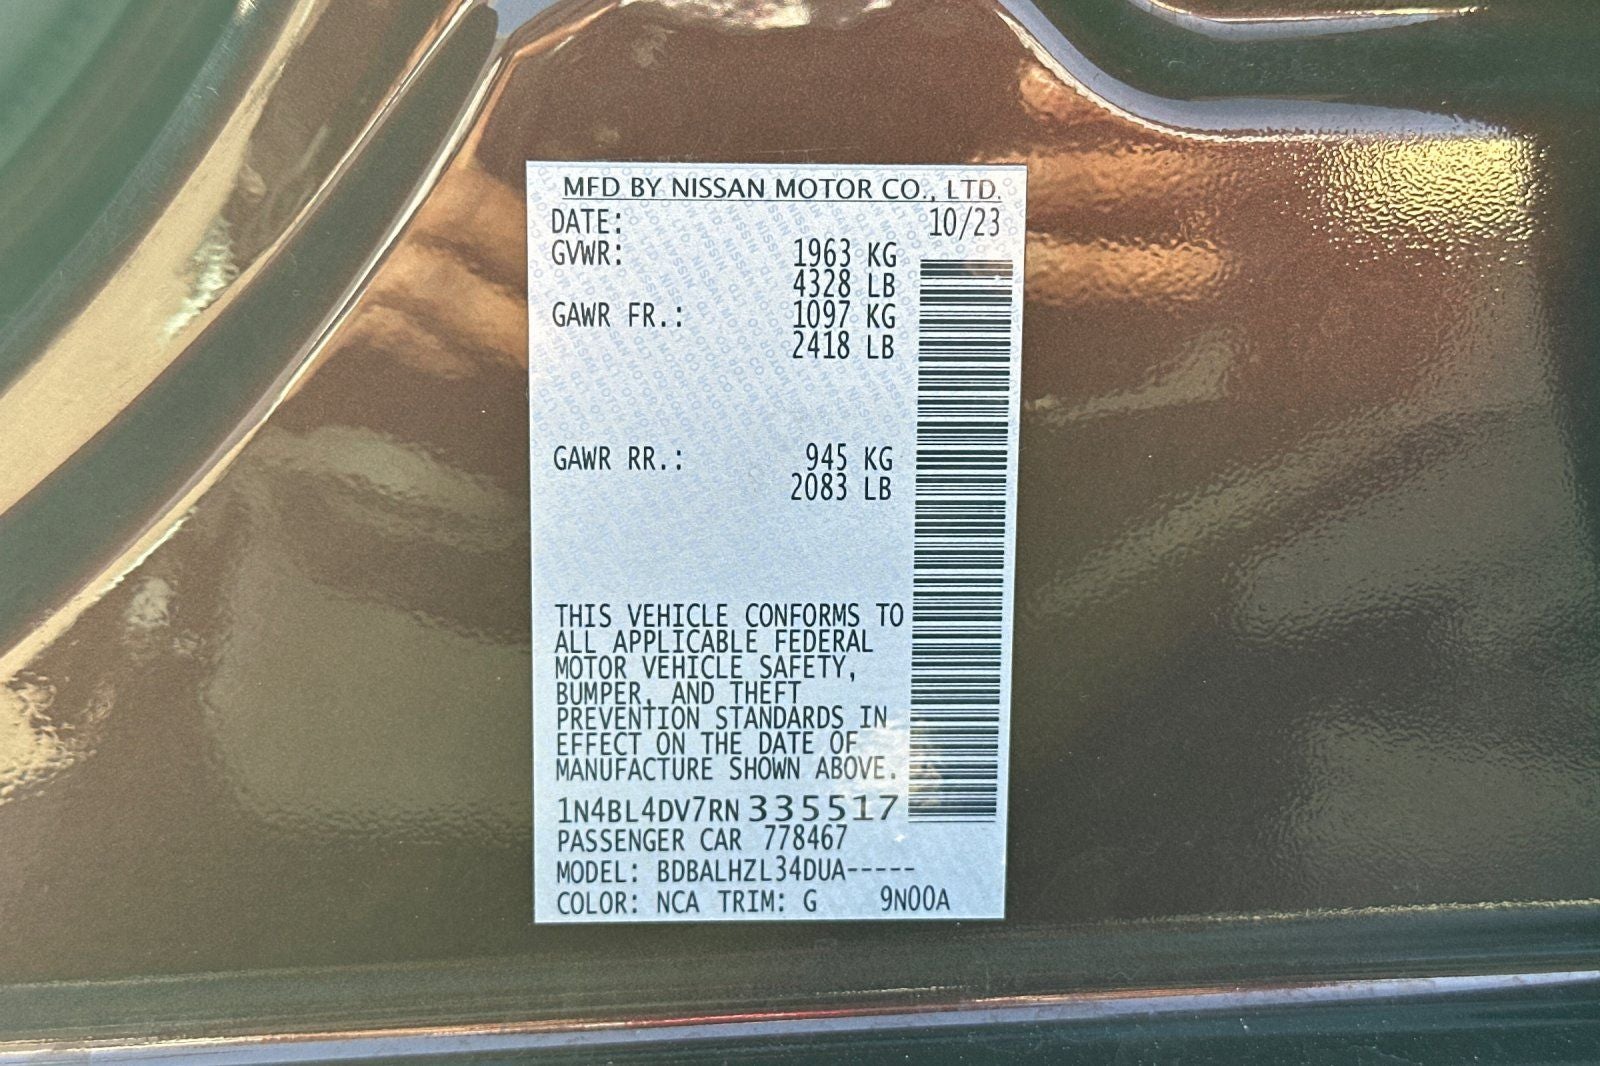 MFD BY NISSAN MOTOR CO., LTD.
DATE: 10/23
GVWR: 1963 KG
4328 LB
GAWR FR.: 1097 KG
2418 LB
GAWR RR.: 945 KG
2083 LB
THIS VEHICLE CONFORMS TO
ALL APPLICABLE FEDERAL
MOTOR VEHICLE SAFETY,
BUMPER, AND THEFT
PREVENTION STANDARDS IN
EFFECT ON THE DATE OF
MANUFACTURE SHOWN ABOVE.
1N4BL4DV7RN335517
PASSENGER CAR 778467
MODEL: BDBALHZL34DUA-----
COLOR: NCA TRIM: G 9N00A